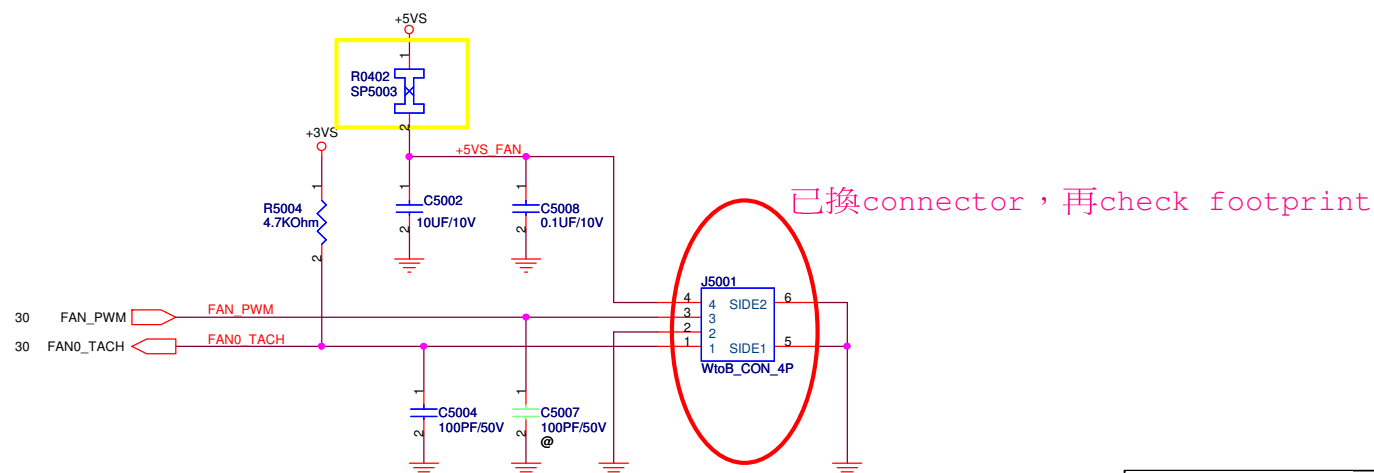 +5VS
1
R0402
SP5003
2
+3VS
+5VS_FAN
1
R5004
4.7KOhm
2
1
C5002
10UF/10V
2
1
C5008
0.1UF/10V
2
已換connector，再check footprint
J5001
4 4 SIDE2 6
3 3
2 2
1 1 SIDE1 5
WtoB_CON_4P
30 FAN_PWM FAN_PWM
30 FAN0_TACH FAN0_TACH
1
C5004
100PF/50V
2
1
C5007
100PF/50V
2
@